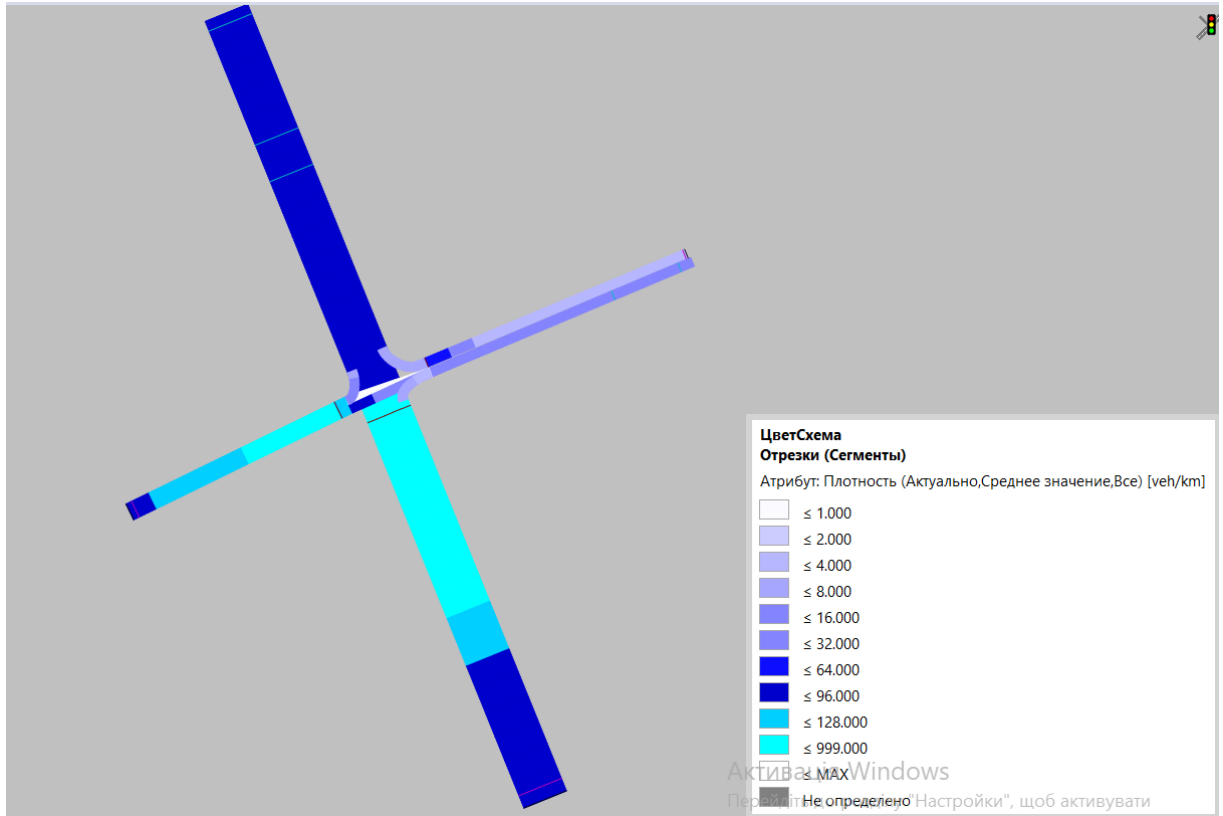 ЦветСхема
Отрезки (Сегменты)
Атрибут: Плотность (Актуально,Среднее значение,Все) [veh/km]
≤ 1.000
≤ 2.000
≤ 4.000
≤ 8.000
≤ 16.000
≤ 32.000
≤ 64.000
≤ 96.000
≤ 128.000
≤ 999.000
≤ MAX
Не определено
Активація Windows
"Настройки", щоб активувати